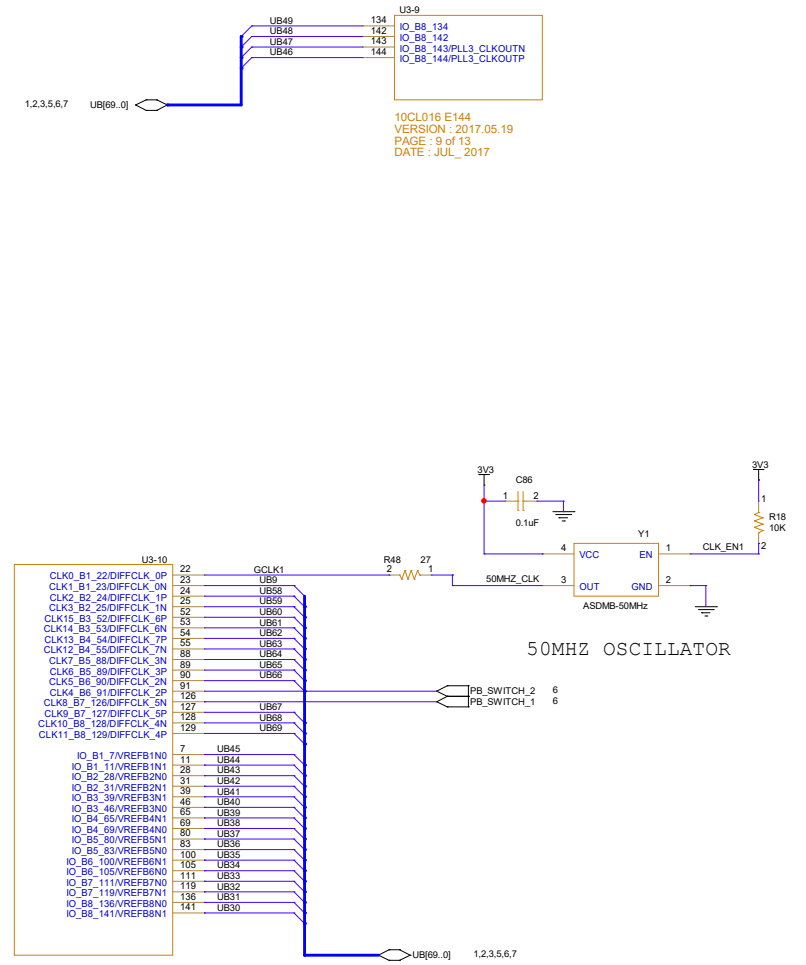 U3-9
UB49 134 IO_B8_134
UB48 142 IO_B8_142
UB47 143 IO_B8_143/PLL3_CLKOUTN
UB46 144 IO_B8_144/PLL3_CLKOUTP
1,2,3,5,6,7 UB[69..0]
10CL016 E144
VERSION : 2017.05.19
PAGE : 9 of 13
DATE : JUL_ 2017
3V3
C86
1 2
0.1uF
3V3
1
R18
10K
2
Y1
4 VCC EN 1 CLK_EN1
50MHZ_CLK 3 OUT GND 2
ASDMB-50MHz
50MHZ OSCILLATOR
R48 27
2 1
U3-10
CLK0_B1_22/DIFFCLK_0P 22 GCLK1
CLK1_B1_23/DIFFCLK_0N 23 UB9
CLK2_B2_24/DIFFCLK_1P 24 UB58
CLK3_B2_25/DIFFCLK_1N 25 UB59
CLK15_B3_52/DIFFCLK_6P 52 UB60
CLK14_B3_53/DIFFCLK_6N 53 UB61
CLK13_B4_54/DIFFCLK_7P 54 UB62
CLK12_B4_55/DIFFCLK_7N 55 UB63
CLK7_B5_88/DIFFCLK_3N 88 UB64
CLK6_B5_89/DIFFCLK_3P 89 UB65
CLK5_B6_90/DIFFCLK_2N 90 UB66
CLK4_B6_91/DIFFCLK_2P 91 PB_SWITCH_2 6
CLK8_B7_126/DIFFCLK_5N 126 PB_SWITCH_1 6
CLK9_B7_127/DIFFCLK_5P 127 UB67
CLK10_B8_128/DIFFCLK_4N 128 UB68
CLK11_B8_129/DIFFCLK_4P 129 UB69
IO_B1_7/VREFB1N0 7 UB45
IO_B1_11/VREFB1N1 11 UB44
IO_B2_28/VREFB2N0 28 UB43
IO_B2_31/VREFB2N1 31 UB42
IO_B3_39/VREFB3N1 39 UB41
IO_B3_46/VREFB3N0 46 UB40
IO_B4_65/VREFB4N1 65 UB39
IO_B4_69/VREFB4N0 69 UB38
IO_B5_80/VREFB5N1 80 UB37
IO_B5_83/VREFB5N0 83 UB36
IO_B6_100/VREFB6N1 100 UB35
IO_B6_105/VREFB6N0 105 UB34
IO_B7_111/VREFB7N0 111 UB33
IO_B7_119/VREFB7N1 119 UB32
IO_B8_136/VREFB8N0 136 UB31
IO_B8_141/VREFB8N1 141 UB30
UB[69..0] 1,2,3,5,6,7